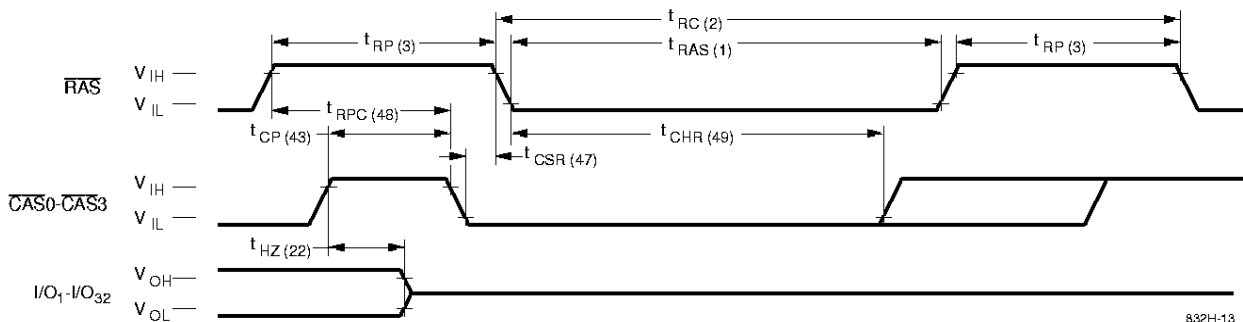 t RC (2)
t RP (3)
t RAS (1)
t RP (3)
RAS
V IH
V IL
t RPC (48)
t CP (43)
t CHR (49)
t CSR (47)
CAS0-CAS3
V IH
V IL
t HZ (22)
I/O1-I/O32
V OH
V OL
832H-13